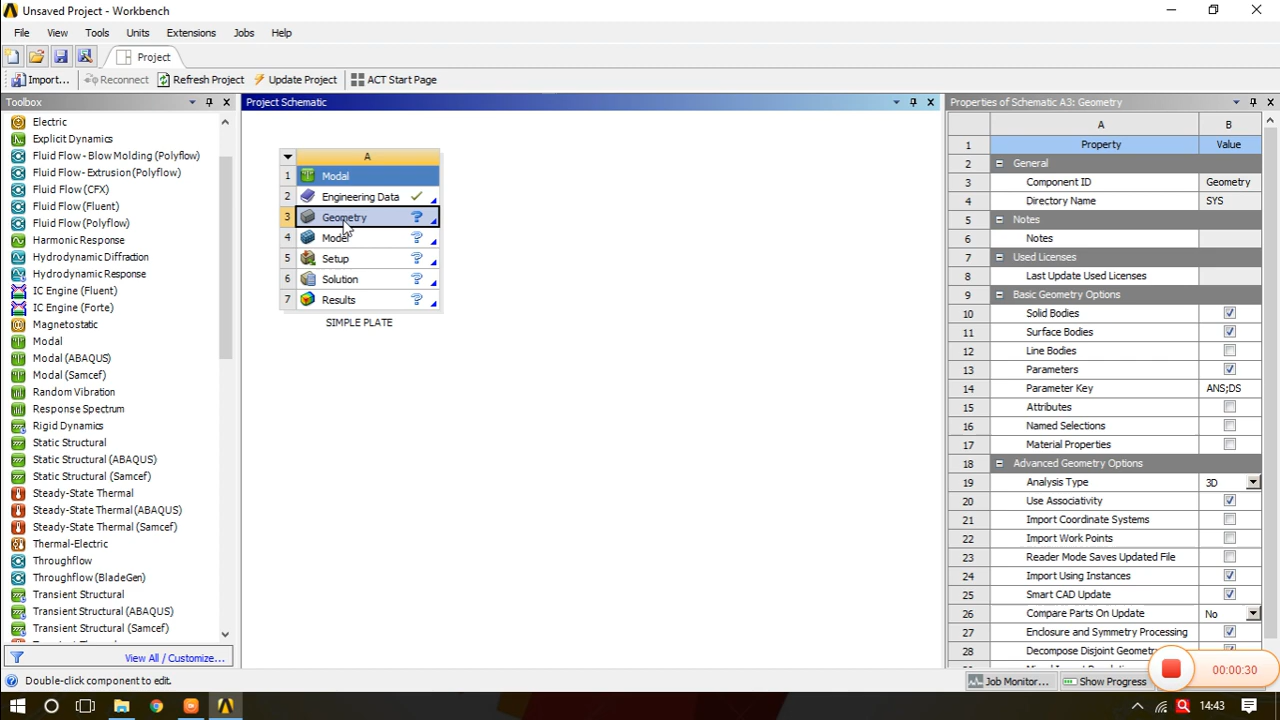 Unsaved Project - Workbench
File View Tools Units Extensions Jobs Help
Project
Import... Reconnect Refresh Project Update Project ACT Start Page
Toolbox
Electric
Explicit Dynamics
Fluid Flow - Blow Molding (Polyflow)
Fluid Flow - Extrusion (Polyflow)
Fluid Flow (CFX)
Fluid Flow (Fluent)
Fluid Flow (Polyflow)
Harmonic Response
Hydrodynamic Diffraction
Hydrodynamic Response
IC Engine (Fluent)
IC Engine (Forte)
Magnetostatic
Modal
Modal (ABAQUS)
Modal (Samcef)
Random Vibration
Response Spectrum
Rigid Dynamics
Static Structural
Static Structural (ABAQUS)
Static Structural (Samcef)
Steady-State Thermal
Steady-State Thermal (ABAQUS)
Steady-State Thermal (Samcef)
Thermal-Electric
Throughflow
Throughflow (BladeGen)
Transient Structural
Transient Structural (ABAQUS)
Transient Structural (Samcef)
View All / Customize...
Project Schematic
A
1 Modal
2 Engineering Data
3 Geometry ?
4 Model ?
5 Setup ?
6 Solution ?
7 Results ?
SIMPLE PLATE
Properties of Schematic A3: Geometry
A B
1 Property Value
2 General
3 Component ID Geometry
4 Directory Name SYS
5 Notes
6 Notes
7 Used Licenses
8 Last Update Used Licenses
9 Basic Geometry Options
10 Solid Bodies
11 Surface Bodies
12 Line Bodies
13 Parameters
14 Parameter Key ANS;DS
15 Attributes
16 Named Selections
17 Material Properties
18 Advanced Geometry Options
19 Analysis Type 3D
20 Use Associativity
21 Import Coordinate Systems
22 Import Work Points
23 Reader Mode Saves Updated File
24 Import Using Instances
25 Smart CAD Update
26 Compare Parts On Update No
27 Enclosure and Symmetry Processing
28 Decompose Disjoint
00:00:30
Double-click component to edit.
Job Monitor... Show Progress
14:43